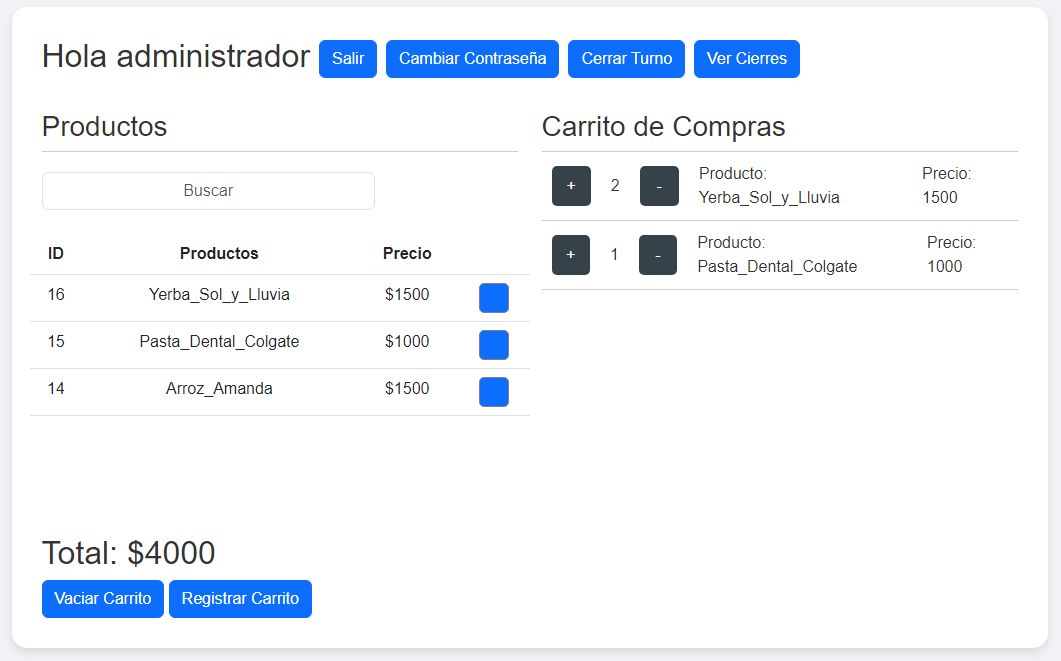 Hola administrador Salir Cambiar Contraseña Cerrar Turno Ver Cierres
Productos
Buscar
ID Productos Precio
16 Yerba_Sol_y_Lluvia $1500
15 Pasta_Dental_Colgate $1000
14 Arroz_Amanda $1500
Carrito de Compras
+ 2 - Producto: Precio:
Yerba_Sol_y_Lluvia 1500
+ 1 - Producto: Precio:
Pasta_Dental_Colgate 1000
Total: $4000
Vaciar Carrito Registrar Carrito